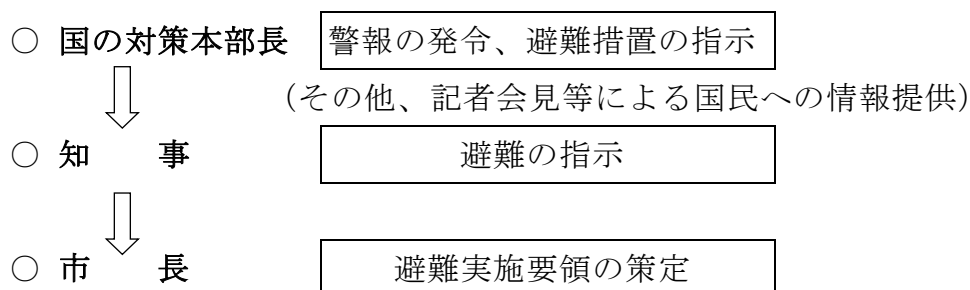 ○ 国の対策本部長 警報の発令、避難措置の指示
（その他、記者会見等による国民への情報提供）
○ 知　　事 避難の指示
○ 市　　長 避難実施要領の策定